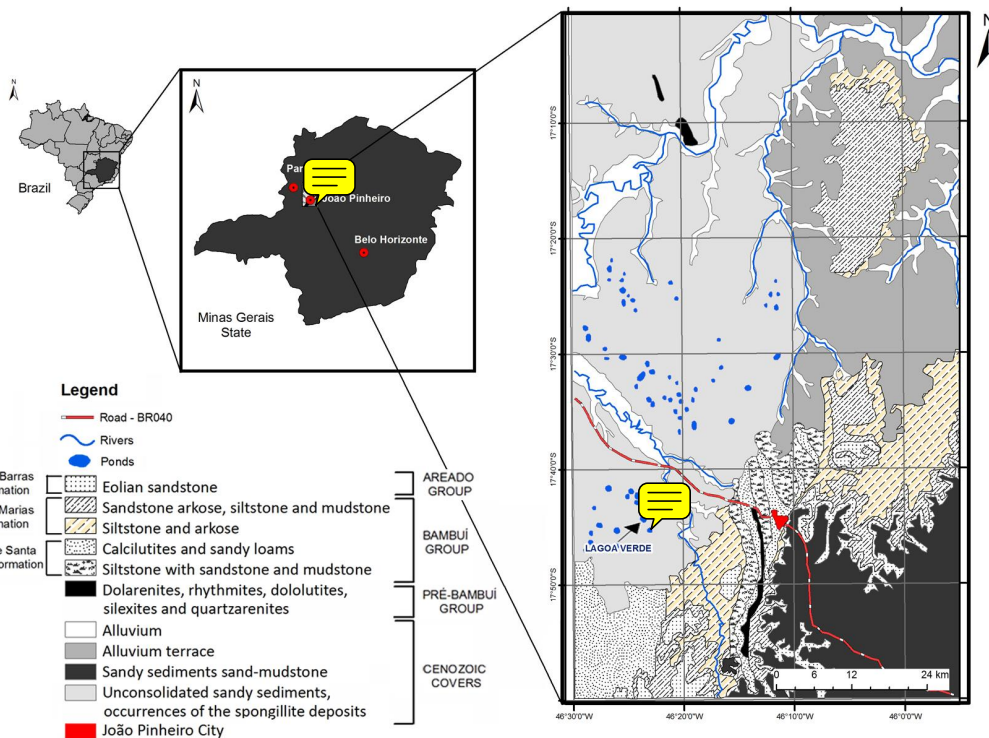 N
Brazil
N
Par
João Pinheiro
Belo Horizonte
Minas Gerais
State
Legend
Road - BR040
Rivers
Ponds
Barras
mation
Eolian sandstone
AREADO
GROUP
Marias
mation
Sandstone arkose, siltstone and mudstone
Siltstone and arkose
e Santa
ormation
Calcilutites and sandy loams
Siltstone with sandstone and mudstone
BAMBUÍ
GROUP
Dolarenites, rhythmites, dololutites,
silexites and quartzarenites
PRÉ-BAMBUÍ
GROUP
Alluvium
Alluvium terrace
Sandy sediments sand-mudstone
Unconsolidated sandy sediments,
occurrences of the spongillite deposits
CENOZOIC
COVERS
João Pinheiro City
N
17°10'0"S
17°20'0"S
17°30'0"S
17°40'0"S
17°50'0"S
LAGOA VERDE
0 3 6 12 18 24 km
46°30'0"W 46°20'0"W 46°10'0"W 46°0'0"W